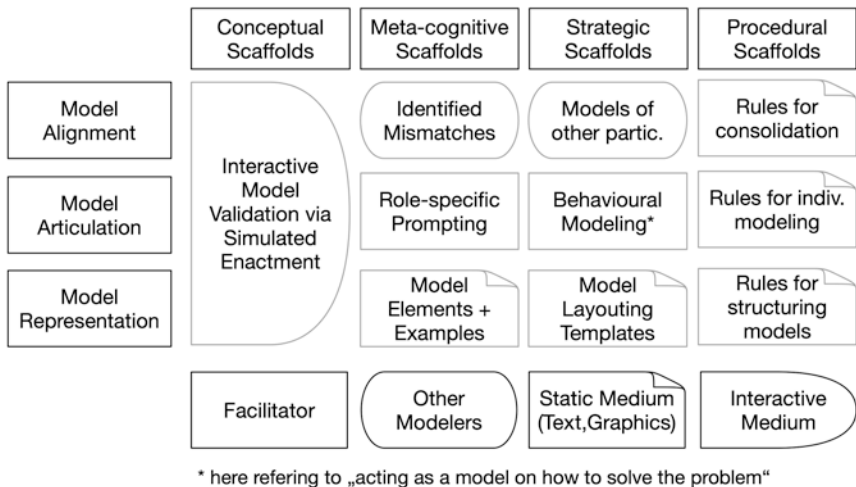 Conceptual
Scaffolds
Meta-cognitive
Scaffolds
Strategic
Scaffolds
Procedural
Scaffolds
Model
Alignment
Interactive
Model
Validation via
Simulated
Enactment
Identified
Mismatches
Models of
other partic.
Rules for
consolidation
Model
Articulation
Role-specific
Prompting
Behavioural
Modeling*
Rules for indiv.
modeling
Model
Representation
Model
Elements +
Examples
Model
Layouting
Templates
Rules for
structuring
models
Facilitator
Other
Modelers
Static Medium
(Text,Graphics)
Interactive
Medium
* here refering to „acting as a model on how to solve the problem“